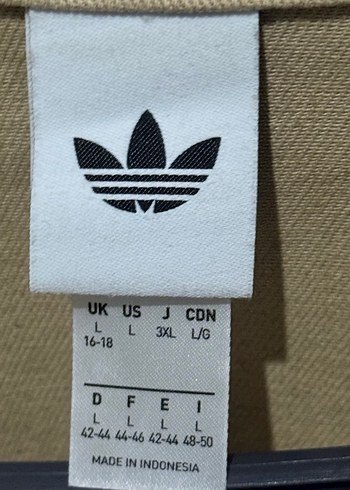 UK US J CDN
L L 3XL L/G
16-18
D F E I
L L L L
42-44 44-46 42-44 48-50
MADE IN INDONESIA